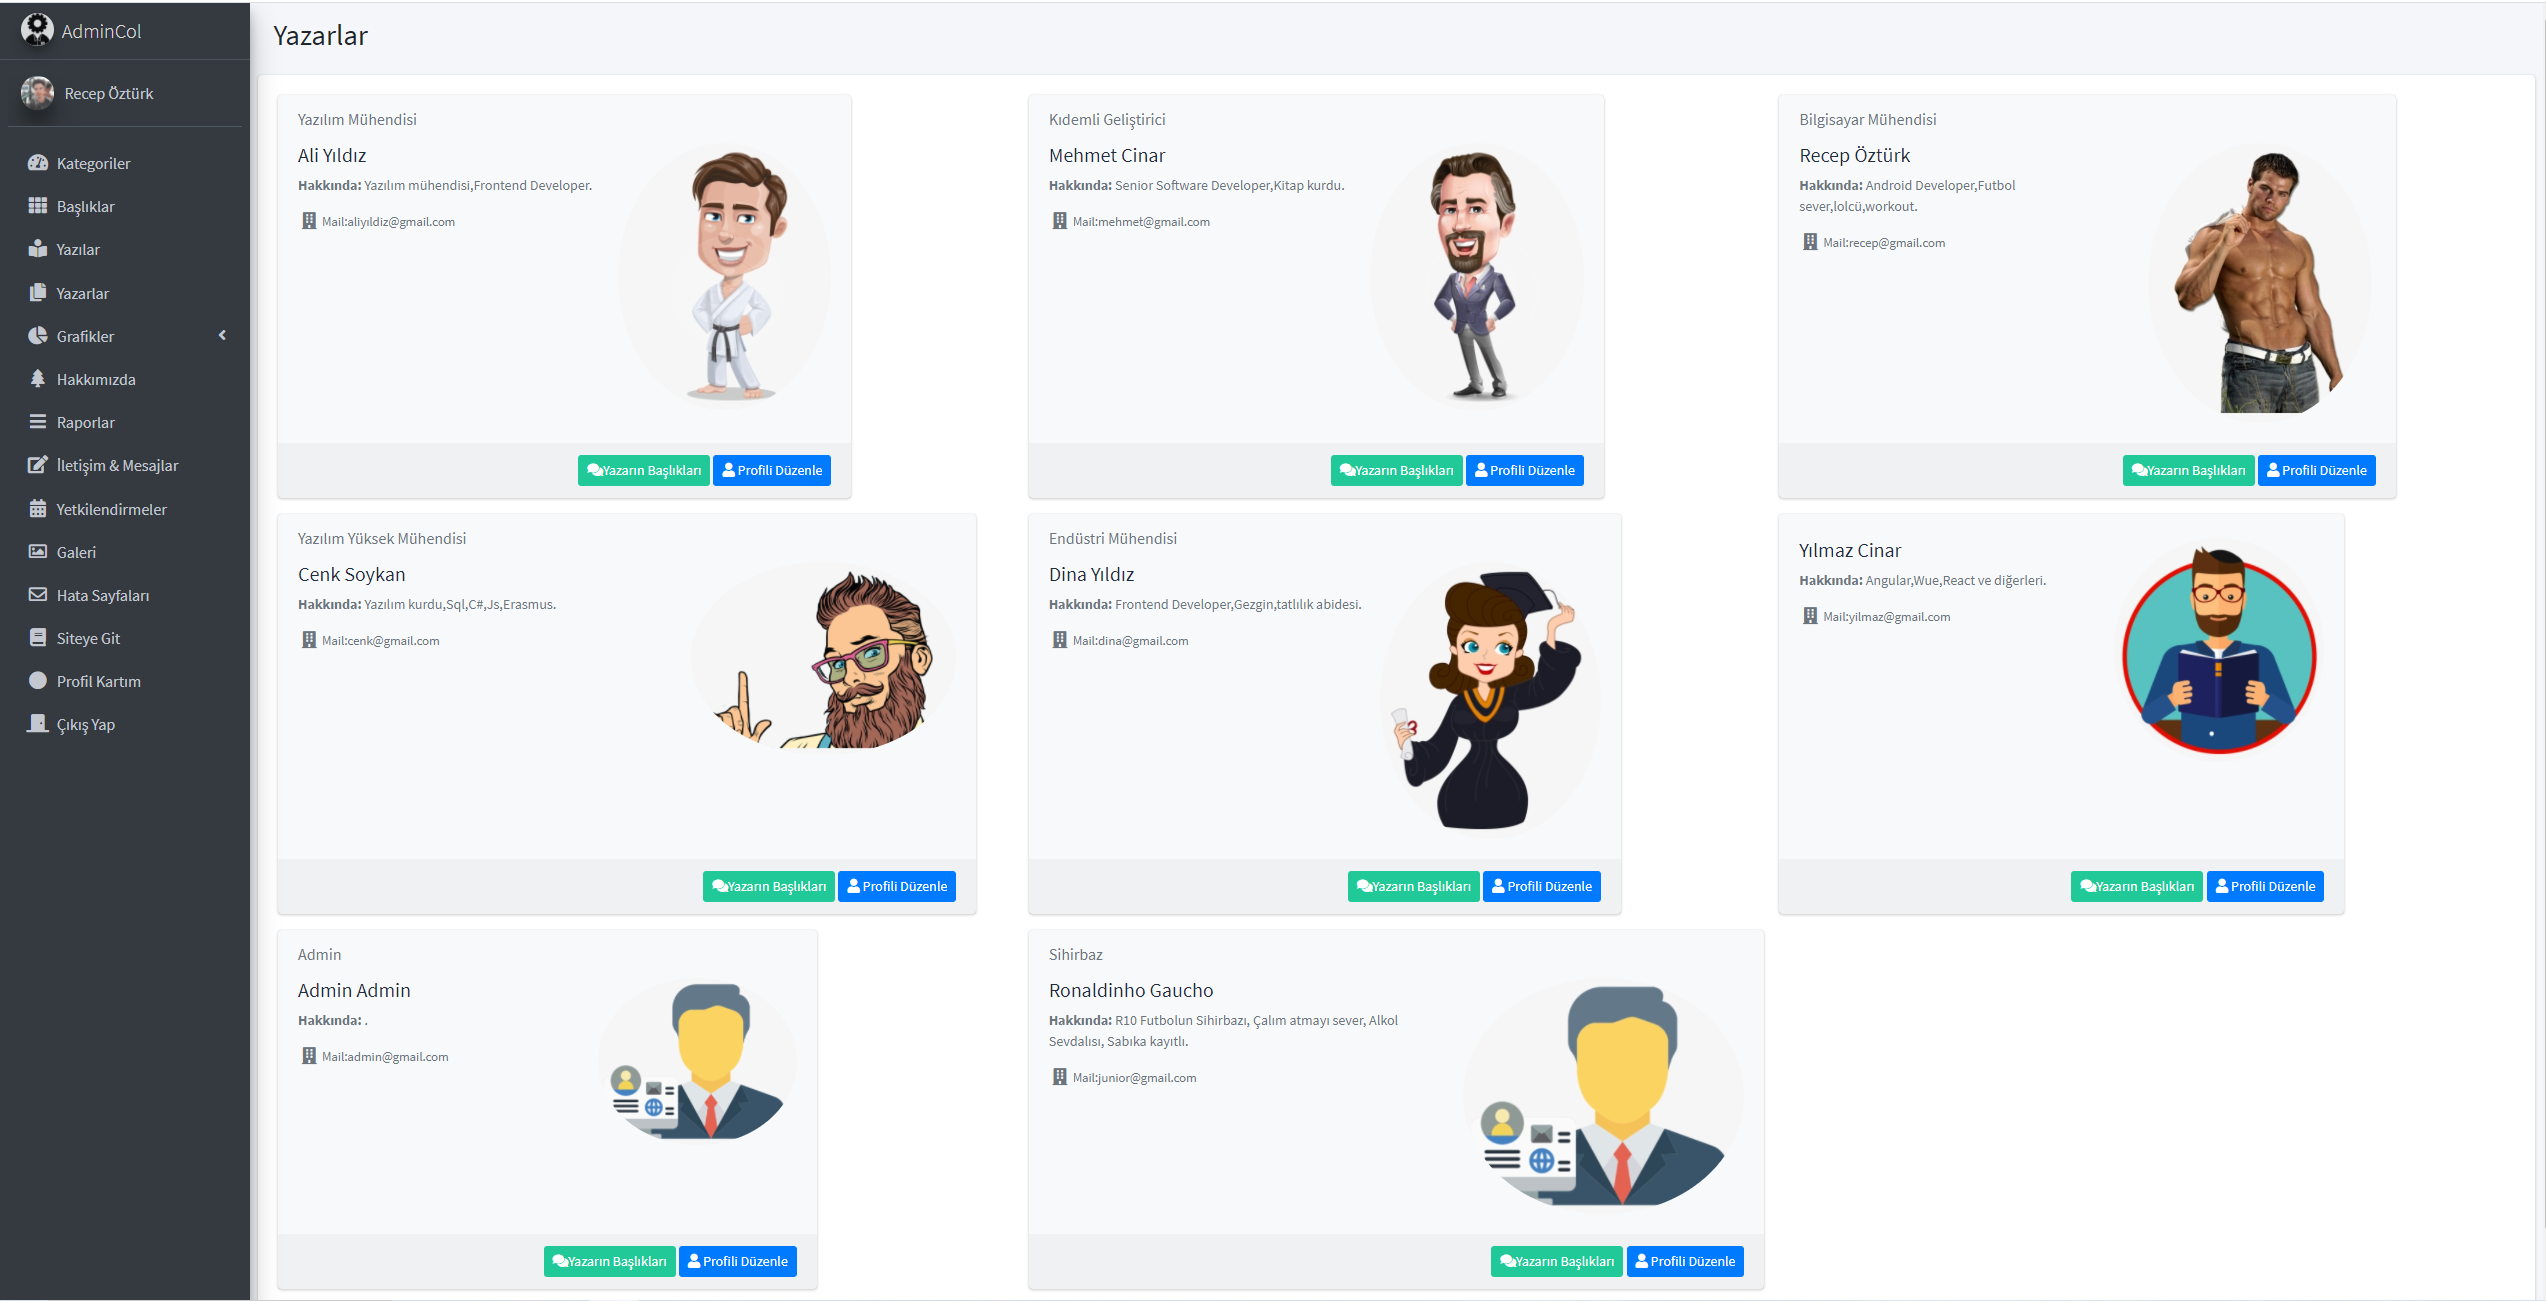 AdminCol
Recep Öztürk
Kategoriler
Başlıklar
Yazılar
Yazarlar
Grafikler
Hakkımızda
Raporlar
İletişim & Mesajlar
Yetkilendirmeler
Galeri
Hata Sayfaları
Siteye Git
Profil Kartım
Çıkış Yap
Yazarlar
Yazılım Mühendisi
Ali Yıldız
Hakkında: Yazılım mühendisi,Frontend Developer.
Mail:aliyildiz@gmail.com
Yazarın Başlıkları Profili Düzenle
Kıdemli Geliştirici
Mehmet Cinar
Hakkında: Senior Software Developer,Kitap kurdu.
Mail:mehmet@gmail.com
Yazarın Başlıkları Profili Düzenle
Bilgisayar Mühendisi
Recep Öztürk
Hakkında: Android Developer,Futbol
sever,lolcü,workout.
Mail:recep@gmail.com
Yazarın Başlıkları Profili Düzenle
Yazılım Yüksek Mühendisi
Cenk Soykan
Hakkında: Yazılım kurdu,Sql,C#,Js,Erasmus.
Mail:cenk@gmail.com
Yazarın Başlıkları Profili Düzenle
Endüstri Mühendisi
Dina Yıldız
Hakkında: Frontend Developer,Gezgin,tatlılık abidesi.
Mail:dina@gmail.com
Yazarın Başlıkları Profili Düzenle
Yılmaz Cinar
Hakkında: Angular,Wue,React ve diğerleri.
Mail:yilmaz@gmail.com
Yazarın Başlıkları Profili Düzenle
Admin
Admin Admin
Hakkında: .
Mail:admin@gmail.com
Yazarın Başlıkları Profili Düzenle
Sihirbaz
Ronaldinho Gaucho
Hakkında: R10 Futbolun Sihirbazı, Çalım atmayı sever, Alkol
Sevdalısı, Sabıka kayıtlı.
Mail:junior@gmail.com
Yazarın Başlıkları Profili Düzenle